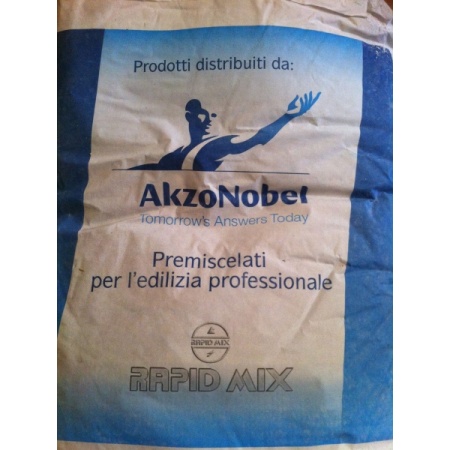 Prodotti distribuiti da:
AkzoNobel
Tomorrow's Answers Today
Premiscelati
per l'edilizia professionale
RAPID MIX
RAPID MIX